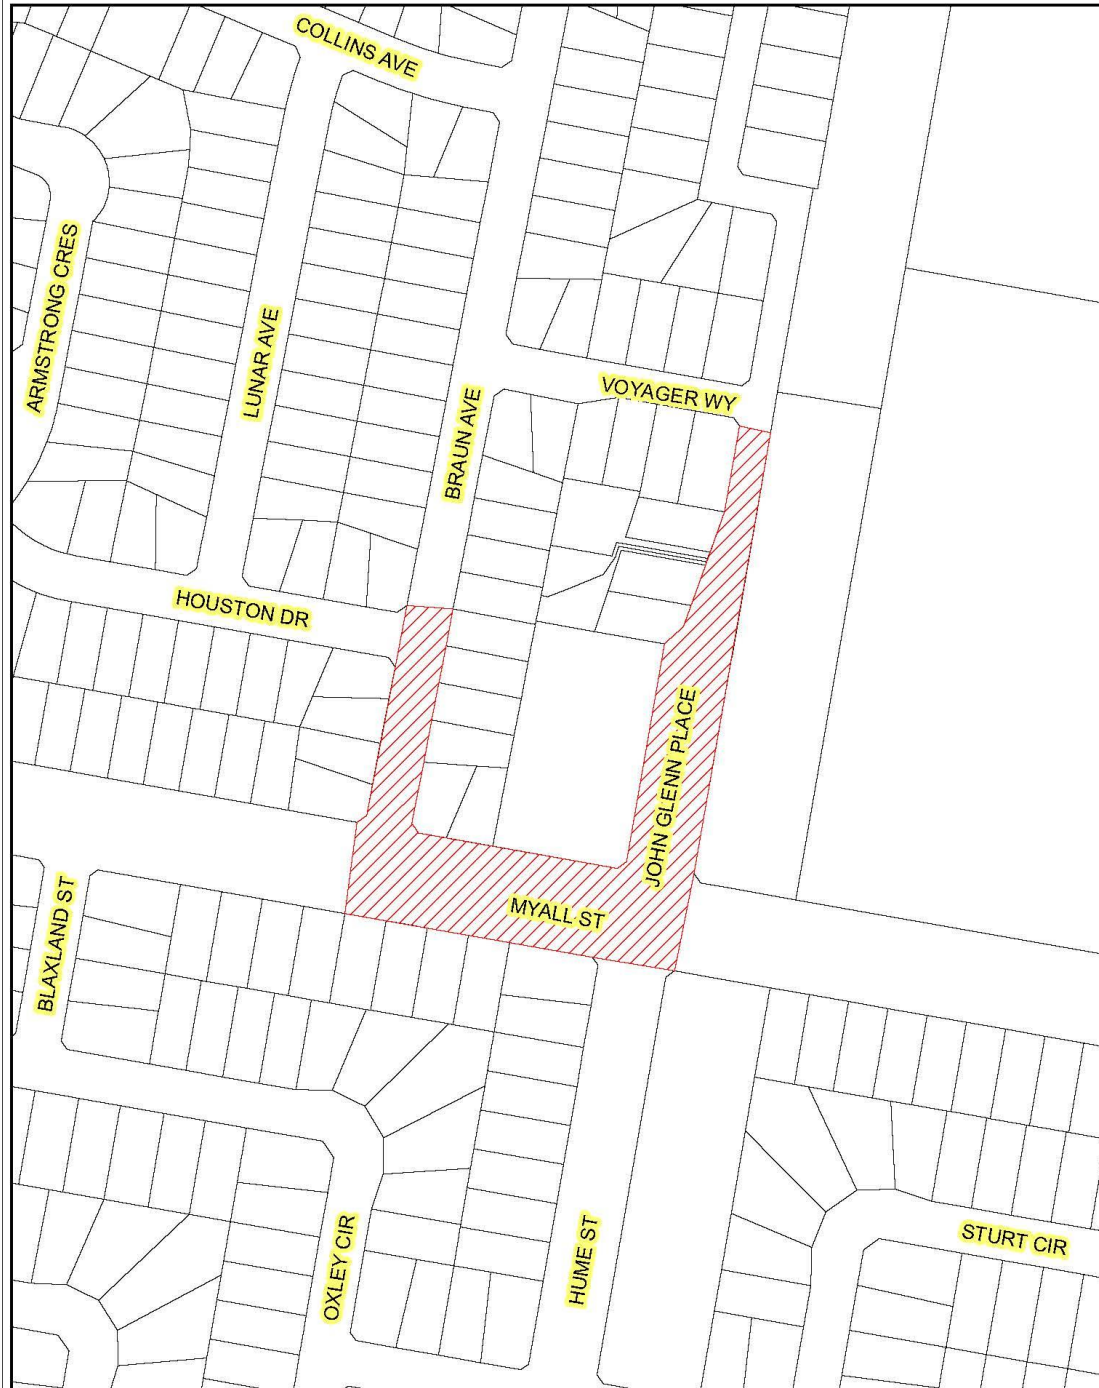 COLLINS AVE
ARMSTRONG CRES
LUNAR AVE
BRAUN AVE
VOYAGER WY
HOUSTON DR
JOHN GLENN PLACE
MYALL ST
BLAXLAND ST
OXLEY CIR
HUME ST
STURT CIR